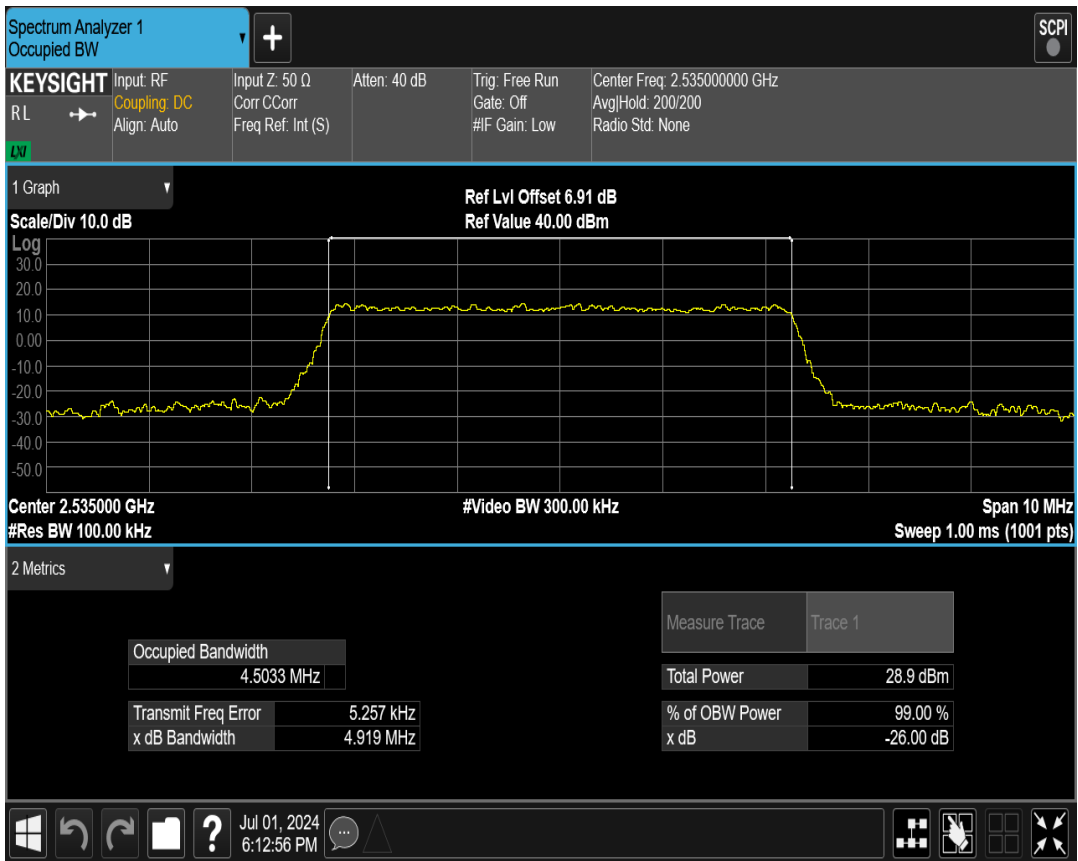 Spectrum Analyzer 1
Occupied BW
+
SCPI
KEYSIGHT
R L
LXI
Input: RF
Coupling: DC
Align: Auto
Input Z: 50 Ω
Corr CCorr
Freq Ref: Int (S)
Atten: 40 dB
Trig: Free Run
Gate: Off
#IF Gain: Low
Center Freq: 2.535000000 GHz
Avg|Hold: 200/200
Radio Std: None
1 Graph
Scale/Div 10.0 dB
Ref Lvl Offset 6.91 dB
Ref Value 40.00 dBm
Log
30.0
20.0
10.0
0.00
-10.0
-20.0
-30.0
-40.0
-50.0
Center 2.535000 GHz
#Video BW 300.00 kHz
Span 10 MHz
#Res BW 100.00 kHz
Sweep 1.00 ms (1001 pts)
2 Metrics
Measure Trace Trace 1
Occupied Bandwidth
4.5033 MHz
Total Power 28.9 dBm
Transmit Freq Error 5.257 kHz
x dB Bandwidth 4.919 MHz
% of OBW Power 99.00 %
x dB -26.00 dB
?
Jul 01, 2024
6:12:56 PM